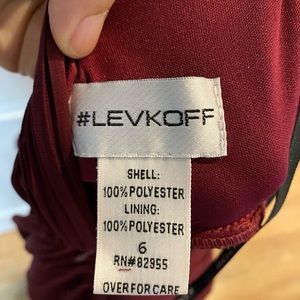 #LEVKOFF
SHELL:
100% POLYESTER
LINING:
100% POLYESTER
6
RN#82955
OVER FOR CARE